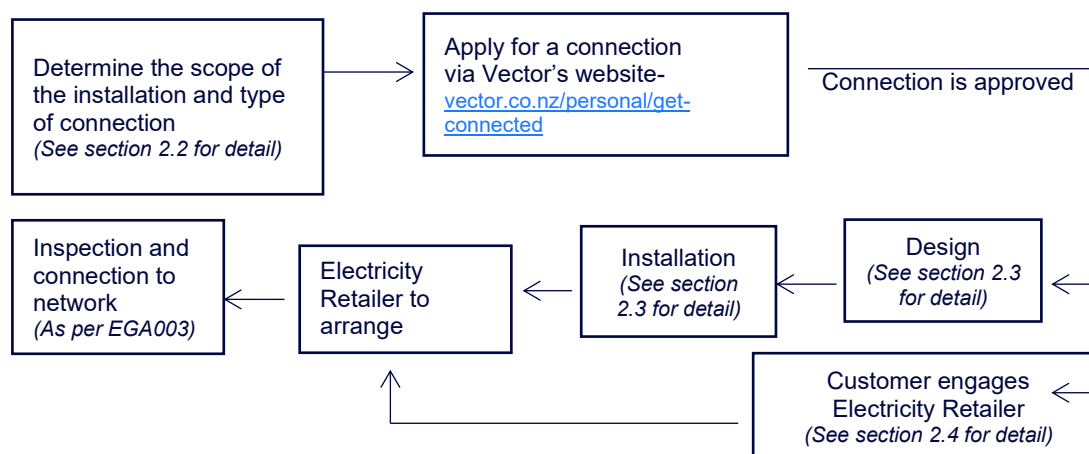 Determine the scope of
the installation and type
of connection
(See section 2.2 for detail)
Apply for a connection
via Vector's website-
vector.co.nz/personal/get-
connected
Connection is approved
Inspection and
connection to
network
(As per EGA003)
Electricity
Retailer to
arrange
Installation
(See section
2.3 for detail)
Design
(See section 2.3
for detail)
Customer engages
Electricity Retailer
(See section 2.4 for detail)